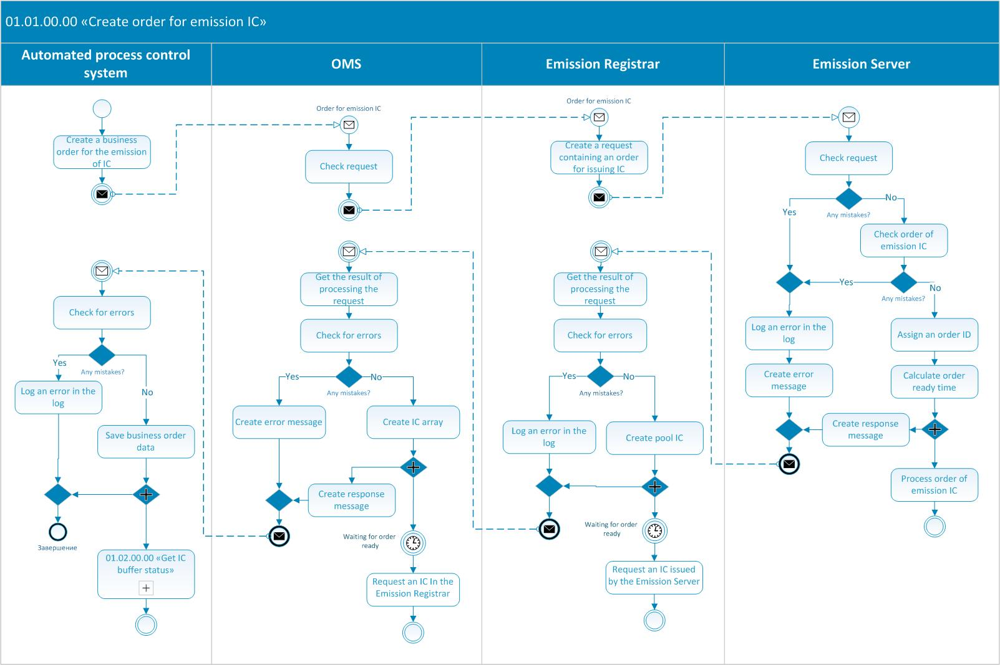 01.01.00.00 «Create order for emission IC»
Automated process control
system
OMS
Emission Registrar
Emission Server
Create a business
order for the emission
of IC
Check for errors
Any mistakes?
Yes
No
Log an error in the
log
Save business order
data
Завершение
01.02.00.00 «Get IC
buffer status»
Order for emission IC
Check request
Get the result of
processing the
request
Check for errors
Yes
No
Any mistakes?
Create error message
Create IC array
Create response
message
Waiting for order
ready
Request an IC In the
Emission Registrar
Order for emission IC
Create a request
containing an order
for issuing IC
Get the result of
processing the
request
Check for errors
Yes
No
Any mistakes?
Log an error in the
log
Create pool IC
Waiting for order
ready
Request an IC issued
by the Emission Server
Check request
No
Yes
Any mistakes?
Check order of
emission IC
Yes
No
Any mistakes?
Log an error in the
log
Assign an order ID
Create error
message
Calculate order
ready time
Create response
message
Process order of
emission IC